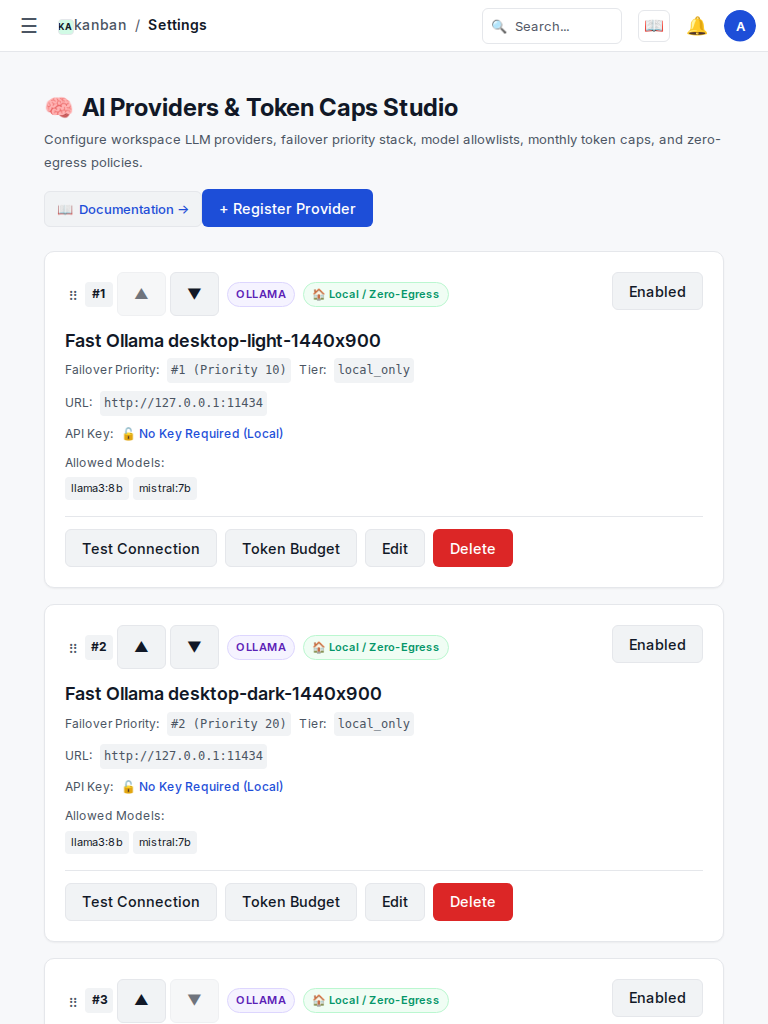 ☰ KA kanban / Settings 🔍 Search... 📖 🔔 A
🧠 AI Providers & Token Caps Studio
Configure workspace LLM providers, failover priority stack, model allowlists, monthly token caps, and zero-
egress policies.
📖 Documentation → + Register Provider
⠿ #1 ▲ ▼ OLLAMA 🏠 Local / Zero-Egress Enabled
Fast Ollama desktop-light-1440x900
Failover Priority: #1 (Priority 10) Tier: local_only
URL: http://127.0.0.1:11434
API Key: 🔓 No Key Required (Local)
Allowed Models:
llama3:8b mistral:7b
Test Connection Token Budget Edit Delete
⠿ #2 ▲ ▼ OLLAMA 🏠 Local / Zero-Egress Enabled
Fast Ollama desktop-dark-1440x900
Failover Priority: #2 (Priority 20) Tier: local_only
URL: http://127.0.0.1:11434
API Key: 🔓 No Key Required (Local)
Allowed Models:
llama3:8b mistral:7b
Test Connection Token Budget Edit Delete
⠿ #3 ▲ ▼ OLLAMA 🏠 Local / Zero-Egress Enabled